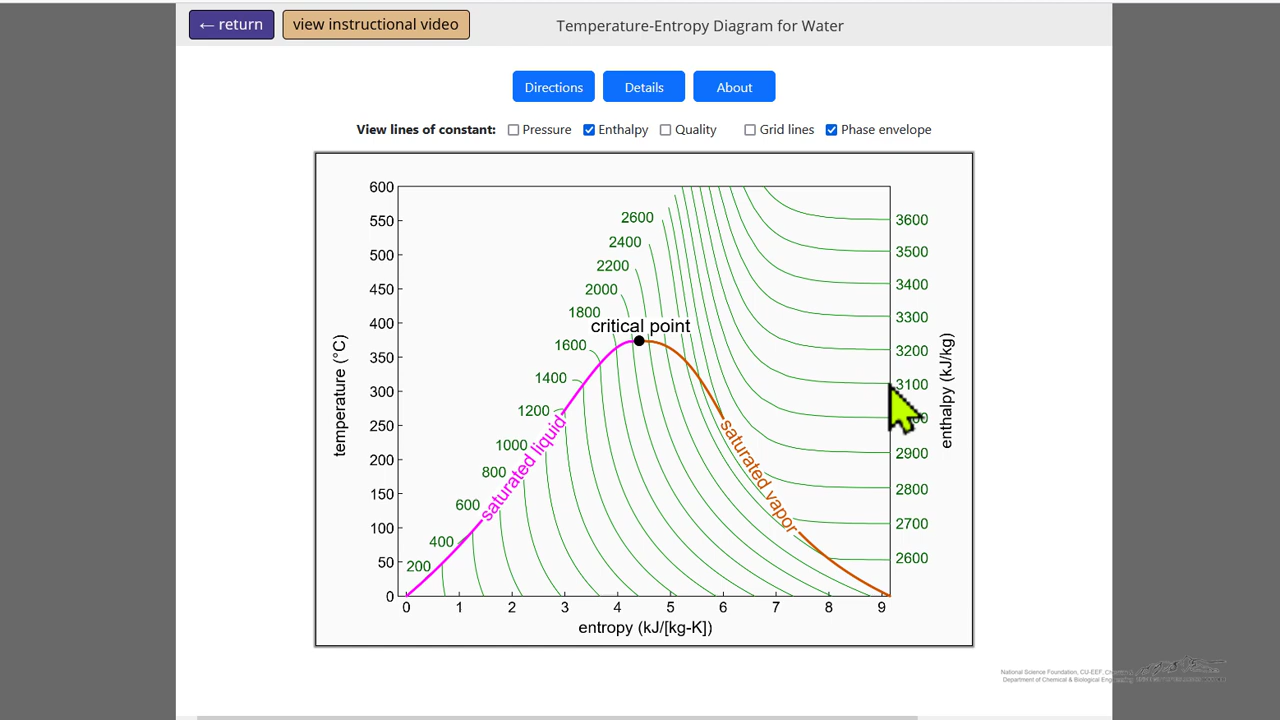 ← return
view instructional video
Temperature-Entropy Diagram for Water
Directions
Details
About
View lines of constant: Pressure Enthalpy Quality Grid lines Phase envelope
600
550
500
450
400
350
300
250
200
150
100
50
0
temperature (°C)
2600
2400
2200
2000
1800
critical point
1600
1400
1200
1000
800
600
400
200
saturated liquid
saturated vapor
3600
3500
3400
3300
3200
3100
2900
2800
2700
2600
enthalpy (kJ/kg)
0 1 2 3 4 5 6 7 8 9
entropy (kJ/[kg-K])
National Science Foundation, CU-EEF,
Department of Chemical & Biological